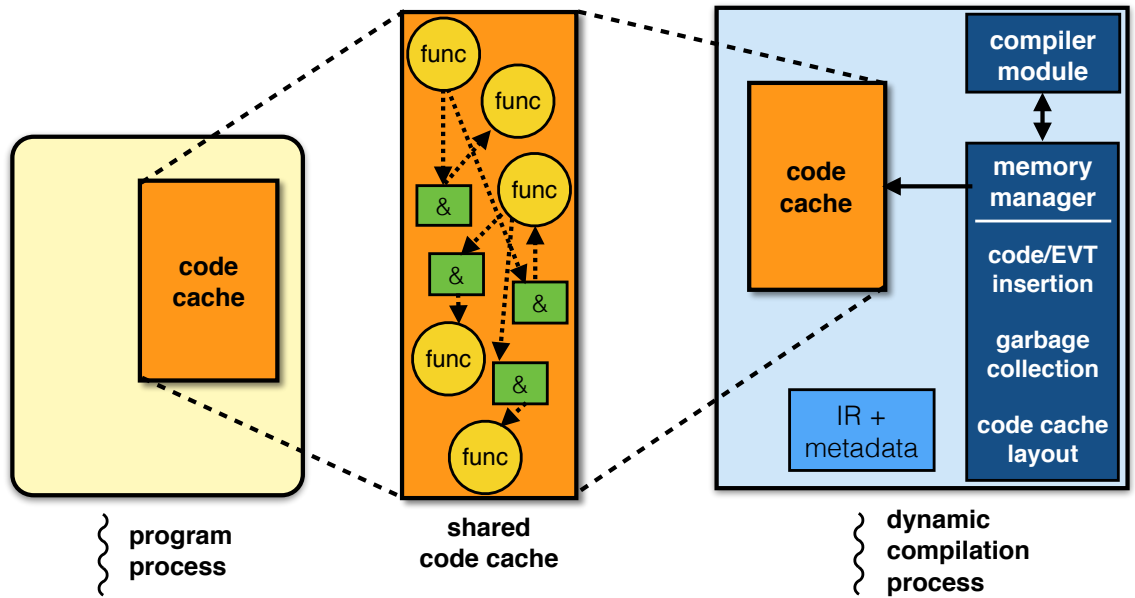 code
cache
program
process
func
func
func
&
&
&
func
&
func
shared
code cache
compiler
module
code
cache
memory
manager
code/EVT
insertion
garbage
collection
code cache
layout
IR +
metadata
dynamic
compilation
process